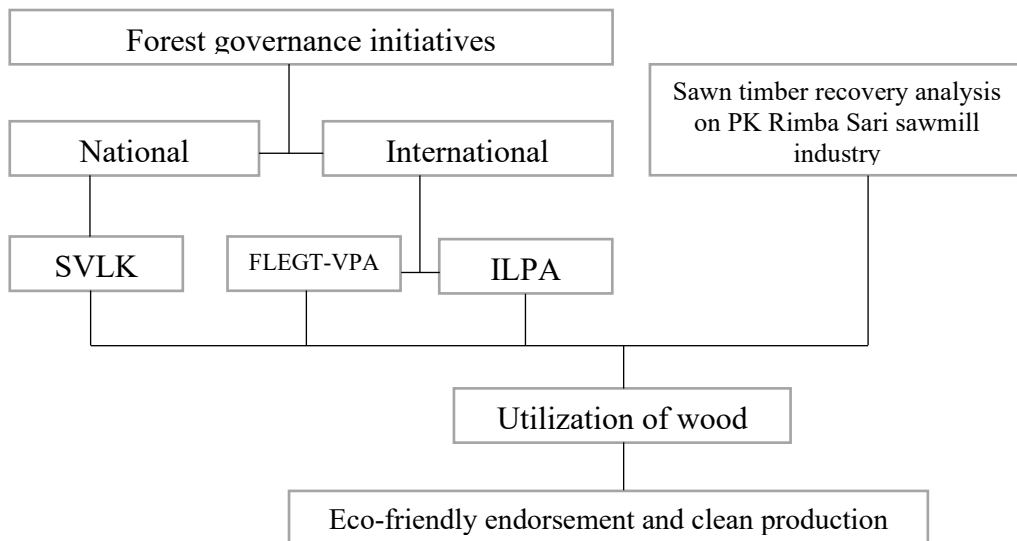 Forest governance initiatives
Sawn timber recovery analysis
on PK Rimba Sari sawmill
industry
National
International
SVLK
FLEGT-VPA
ILPA
Utilization of wood
Eco-friendly endorsement and clean production